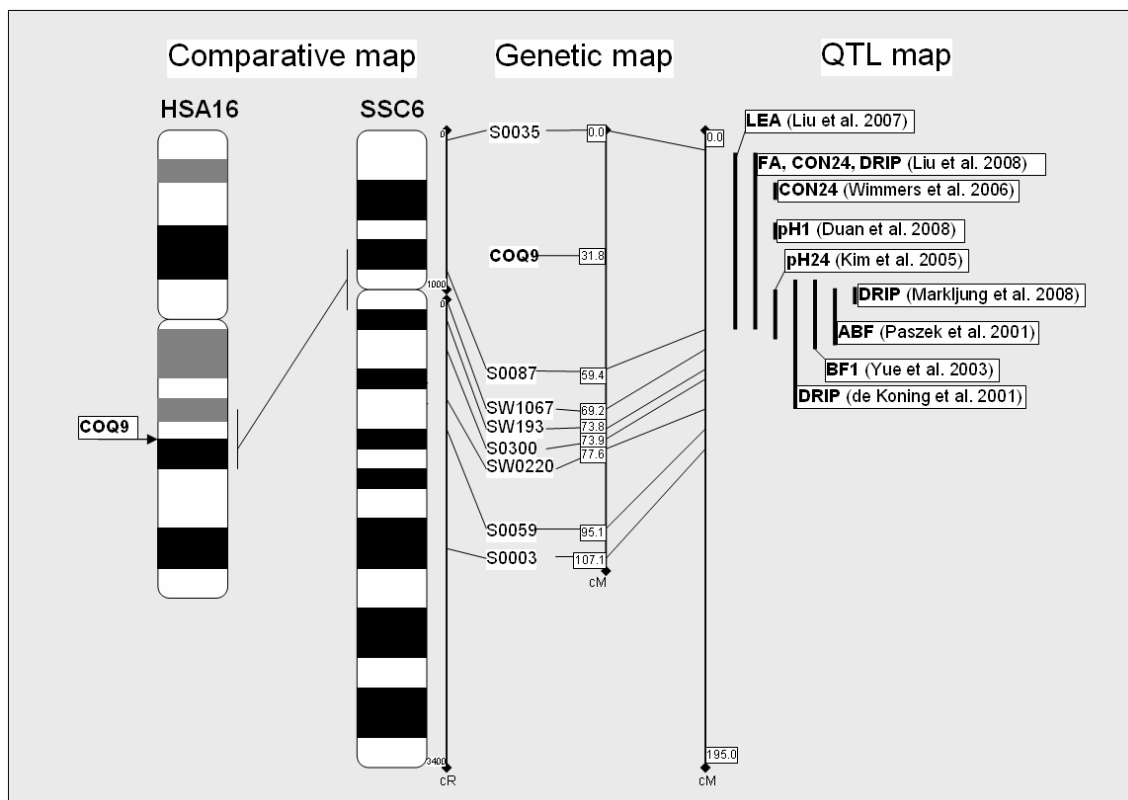 Comparative map
Genetic map
QTL map
HSA16
SSC6
COQ9
0
1000
0
3400
cR
S0035
COQ9
S0087
SW1067
SW193
S0300
SW0220
S0059
S0003
0.0
31.8
59.4
69.2
73.8
73.9
77.6
95.1
107.1
cM
0.0
195.0
cM
LEA (Liu et al. 2007)
FA, CON24, DRIP (Liu et al. 2008)
CON24 (Wimmers et al. 2006)
pH1 (Duan et al. 2008)
pH24 (Kim et al. 2005)
DRIP (Markljung et al. 2008)
ABF (Paszek et al. 2001)
BF1 (Yue et al. 2003)
DRIP (de Koning et al. 2001)